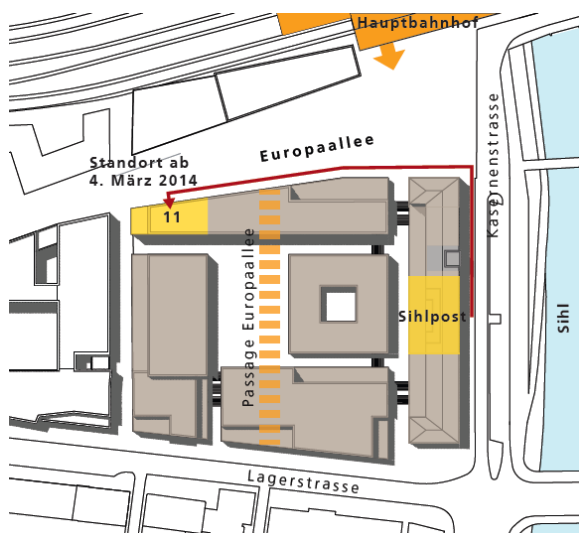 Hauptbahnhof
Europaallee
Standort ab
4. März 2014
11
Kasernenstrasse
Passage Europaallee
Sihlpost
Sihl
Lagerstrasse